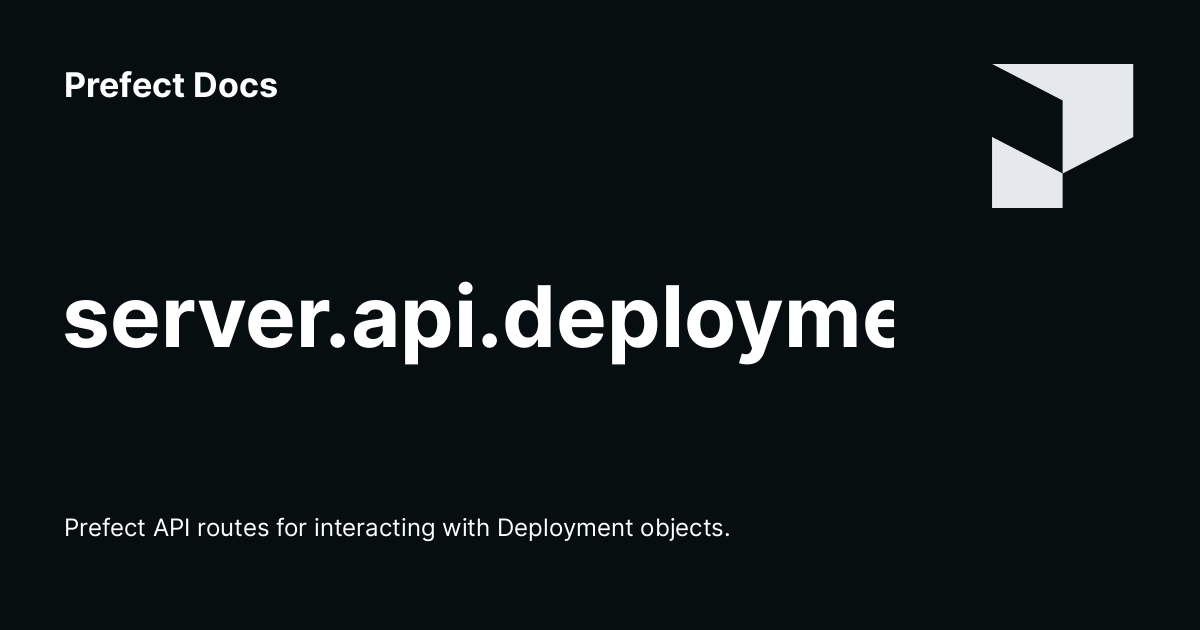 Prefect Docs
server.api.deployme
Prefect API routes for interacting with Deployment objects.